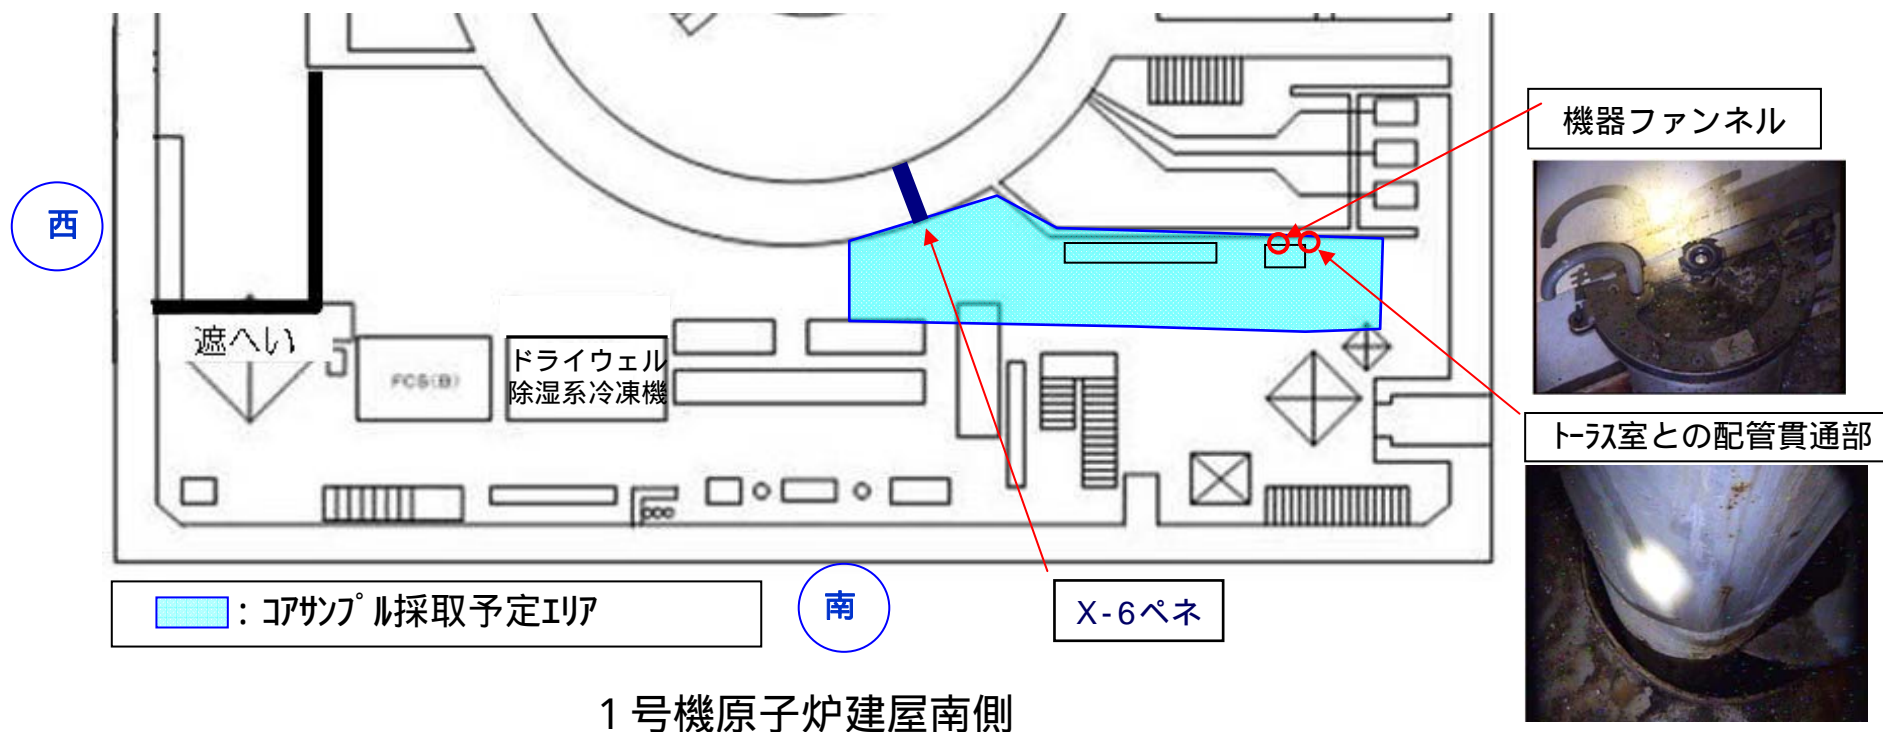 機器ファンネル
西
遮へい
FCS(B)
ドライウェル
除湿系冷凍機
ﾄｰﾗｽ室との配管貫通部
：ｺｱｻﾝﾌﾟﾙ採取予定ｴﾘｱ
南
X-6ペネ
1号機原子炉建屋南側